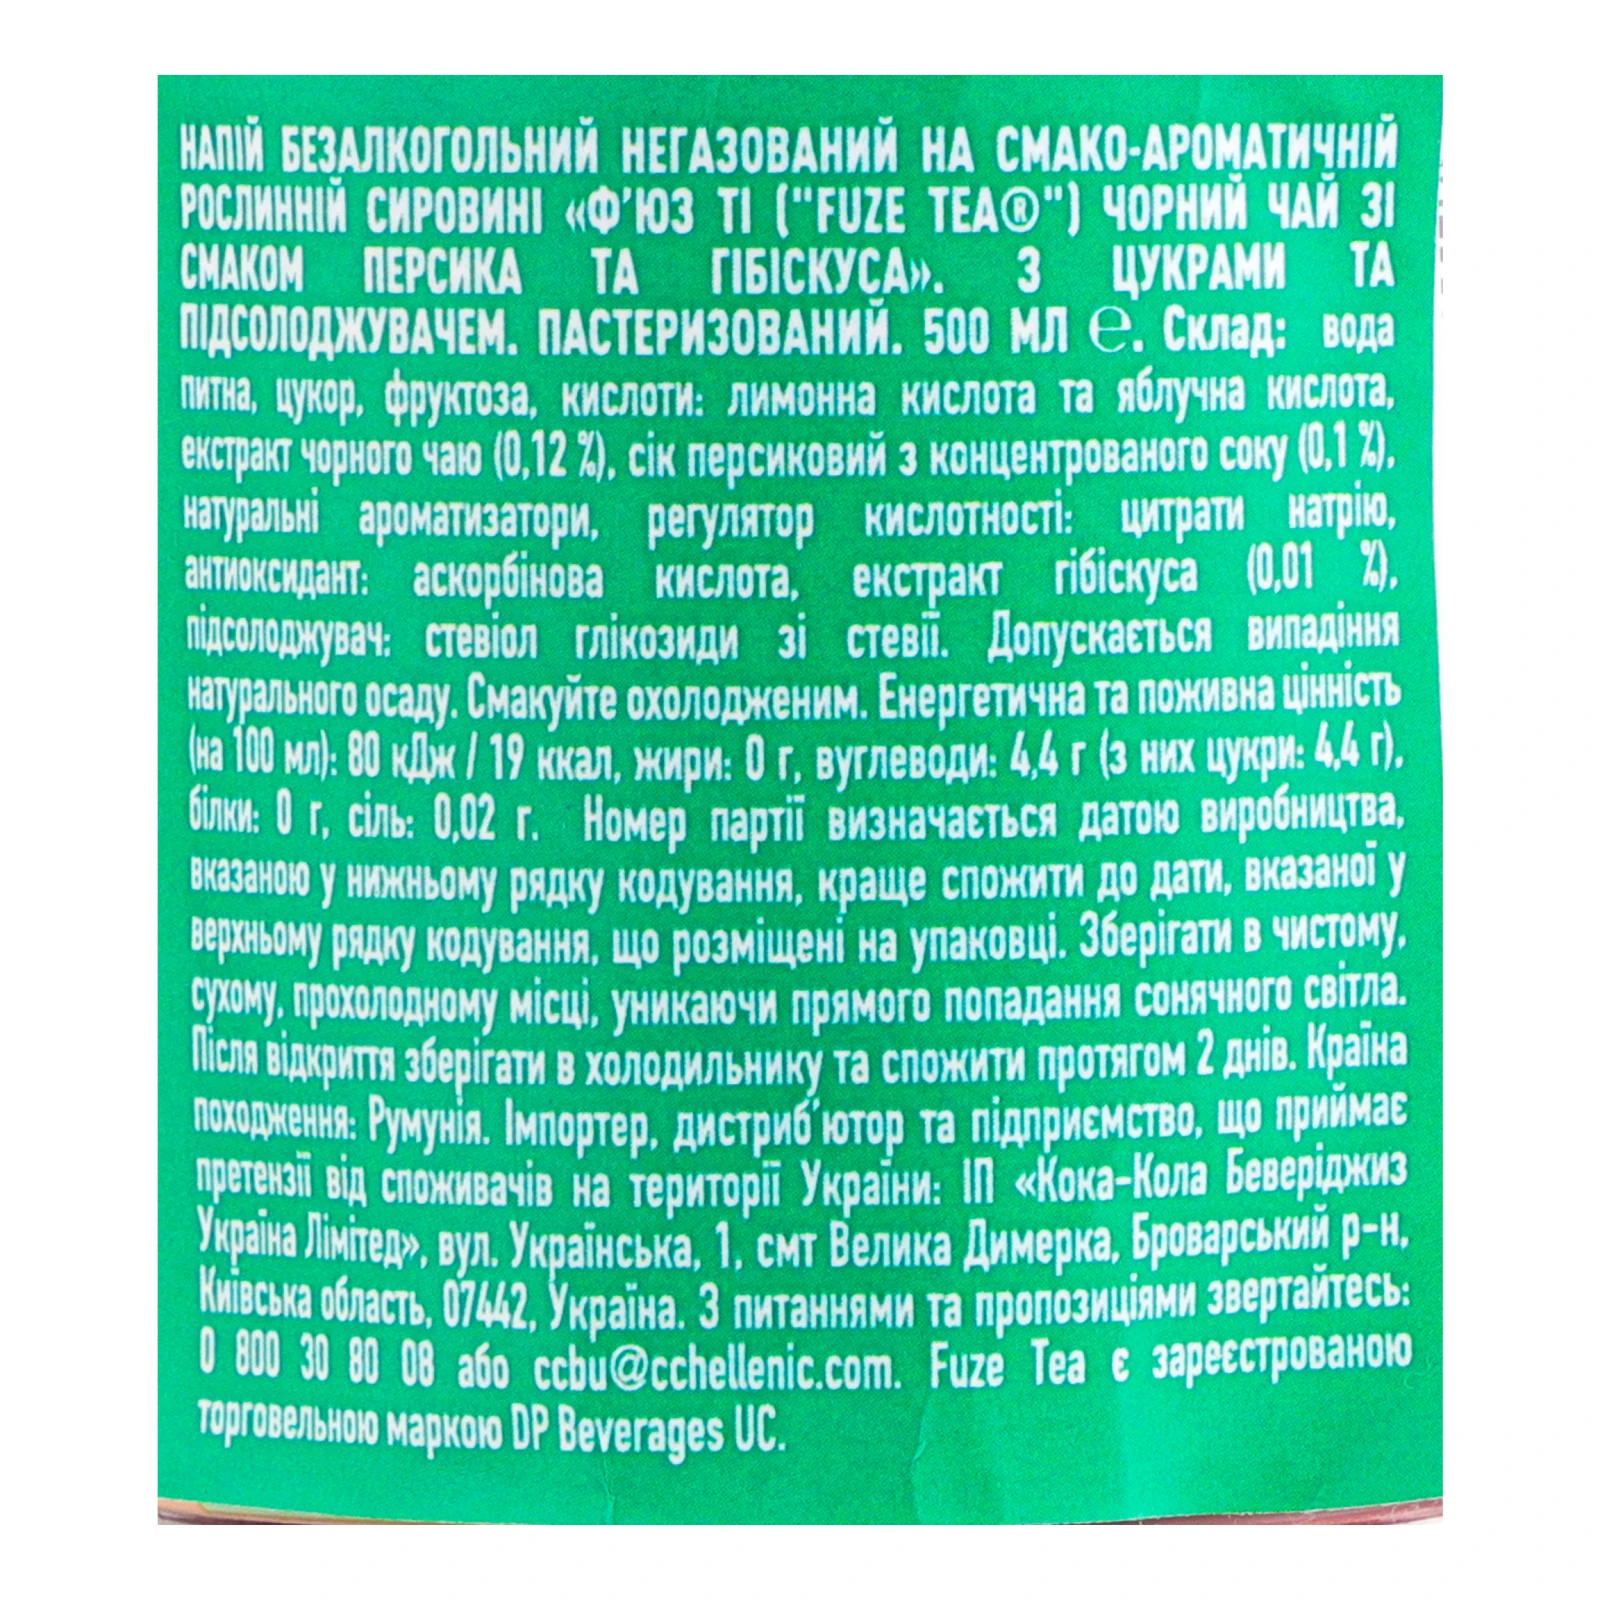 НАПІЙ БЕЗАЛКОГОЛЬНИЙ НЕГАЗОВАНИЙ НА СМАКО-АРОМАТИЧНІЙ
РОСЛИННІЙ СИРОВИНІ «Ф'ЮЗ ТІ ("FUZE TEA®") ЧОРНИЙ ЧАЙ ЗІ
СМАКОМ ПЕРСИКА ТА ГІБІСКУСА». З ЦУКРАМИ ТА
ПІДСОЛОДЖУВАЧЕМ. ПАСТЕРИЗОВАНИЙ. 500 МЛ ℮. Склад: вода
питна, цукор, фруктоза, кислоти: лимонна кислота та яблучна кислота,
екстракт чорного чаю (0,12 %), сік персиковий з концентрованого соку (0,1 %),
натуральні ароматизатори, регулятор кислотності: цитрати натрію,
антиоксидант: аскорбінова кислота, екстракт гібіскуса (0,01 %),
підсолоджувач: стевіол глікозиди зі стевії. Допускається випадіння
натурального осаду. Смакуйте охолодженим. Енергетична та поживна цінність
(на 100 мл): 80 кДж / 19 ккал, жири: 0 г, вуглеводи: 4,4 г (з них цукри: 4,4 г),
білки: 0 г, сіль: 0,02 г. Номер партії визначається датою виробництва,
вказаною у нижньому рядку кодування, краще спожити до дати, вказаної у
верхньому рядку кодування, що розміщені на упаковці. Зберігати в чистому,
сухому, прохолодному місці, уникаючи прямого попадання сонячного світла.
Після відкриття зберігати в холодильнику та спожити протягом 2 днів. Країна
походження: Румунія. Імпортер, дистриб'ютор та підприємство, що приймає
претензії від споживачів на території України: ІП «Кока-Кола Беверіджиз
Україна Лімітед», вул. Українська, 1, смт Велика Димерка, Броварський р-н,
Київська область, 07442, Україна. З питаннями та пропозиціями звертайтесь:
0 800 30 80 08 або ccbu@cchellenic.com. Fuze Tea є зареєстрованою
торговельною маркою DP Beverages UC.